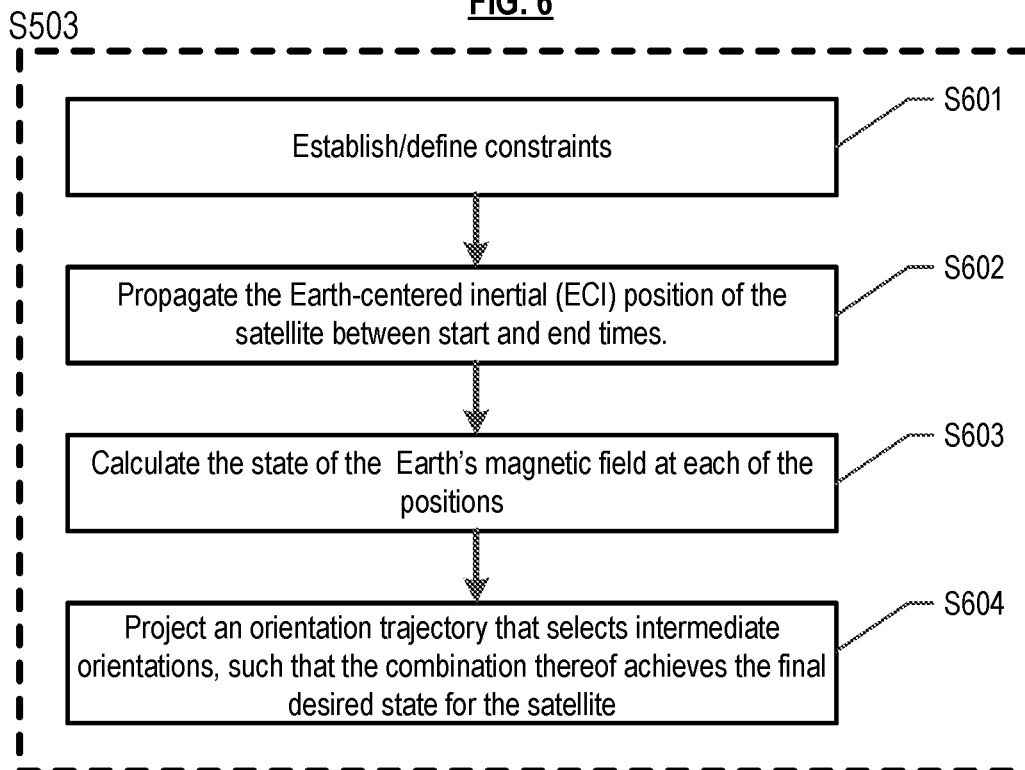 FIG. 6
S503
S601
Establish/define constraints
S602
Propagate the Earth-centered inertial (ECI) position of the
satellite between start and end times.
S603
Calculate the state of the Earth's magnetic field at each of the
positions
S604
Project an orientation trajectory that selects intermediate
orientations, such that the combination thereof achieves the final
desired state for the satellite